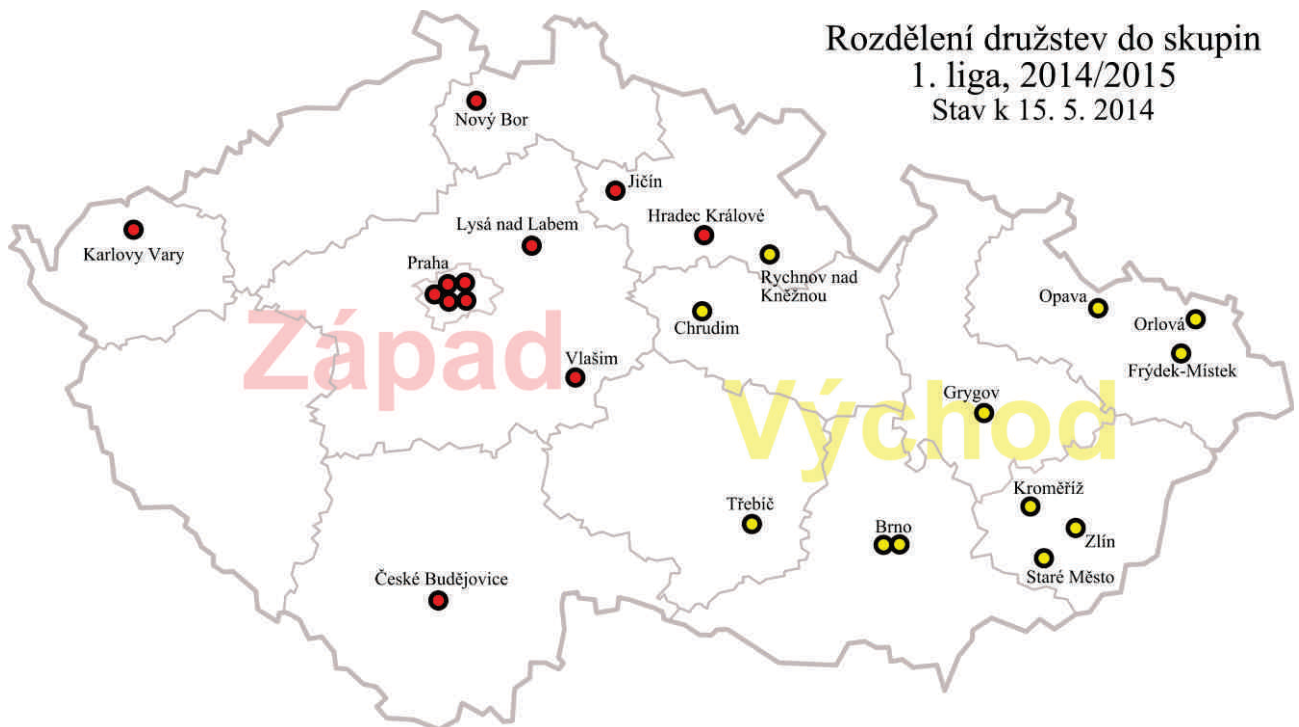 Rozdělení družstev do skupin
1. liga, 2014/2015
Stav k 15. 5. 2014
Nový Bor
Jičín
Hradec Králové
Lysá nad Labem
Karlovy Vary
Praha
Rychnov nad
Kněžnou
Opava
Orlová
Chrudim
Západ
Vlašim
Frýdek-Místek
Grygov
Východ
Kroměříž
Třebíč
Brno
Zlín
Staré Město
České Budějovice